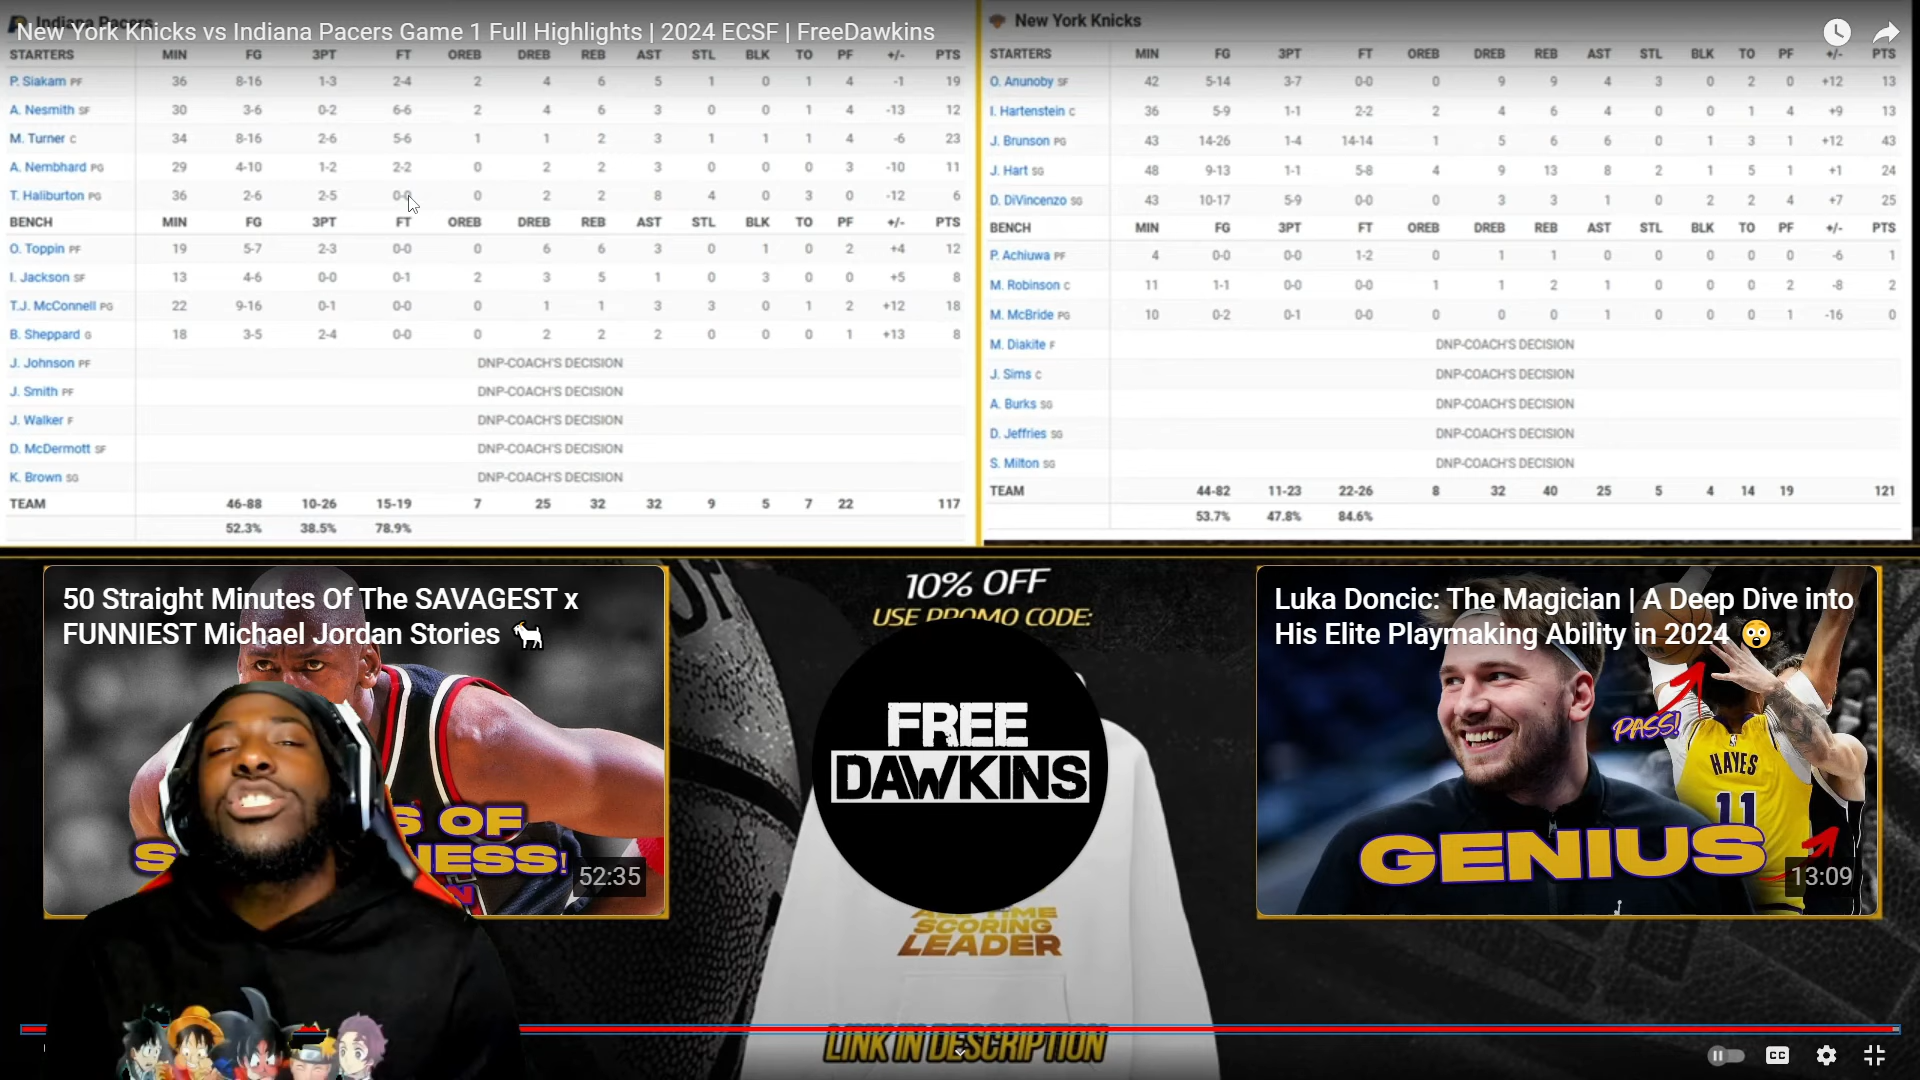 Indiana Pacers
New York Knicks vs Indiana Pacers Game 1 Full Highlights | 2024 ECSF | FreeDawkins
STARTERS MIN FG 3PT FT OREB DREB REB AST STL BLK TO PF +/- PTS
P. Siakam PF 36 8-16 1-3 2-4 2 4 6 5 1 0 1 4 -1 19
A. Nesmith SF 30 3-6 0-2 6-6 2 4 6 3 0 0 1 4 -13 12
M. Turner C 34 8-16 2-6 5-6 1 1 2 3 1 1 1 4 -6 23
A. Nembhard PG 29 4-10 1-2 2-2 0 2 2 3 0 0 0 3 -10 11
T. Haliburton PG 36 2-6 2-5 0-0 0 2 2 8 4 0 3 0 -12 6
BENCH MIN FG 3PT FT OREB DREB REB AST STL BLK TO PF +/- PTS
O. Toppin PF 19 5-7 2-3 0-0 0 6 6 3 0 1 0 2 +4 12
I. Jackson SF 13 4-6 0-0 0-1 2 3 5 1 0 3 0 0 +5 8
T.J. McConnell PG 22 9-16 0-1 0-0 0 1 1 3 3 0 1 2 +12 18
B. Sheppard G 18 3-5 2-4 0-0 0 2 2 2 0 0 0 1 +13 8
J. Johnson PF DNP-COACH'S DECISION
J. Smith PF DNP-COACH'S DECISION
J. Walker F DNP-COACH'S DECISION
D. McDermott SF DNP-COACH'S DECISION
K. Brown SG DNP-COACH'S DECISION
TEAM 46-88 10-26 15-19 7 25 32 32 9 5 7 22 117
52.3% 38.5% 78.9%
New York Knicks
STARTERS MIN FG 3PT FT OREB DREB REB AST STL BLK TO PF +/- PTS
O. Anunoby SF 42 5-14 3-7 0-0 0 9 9 4 3 0 2 0 +12 13
I. Hartenstein C 36 5-9 1-1 2-2 2 4 6 4 0 0 1 4 +9 13
J. Brunson PG 43 14-26 1-4 14-14 1 5 6 6 0 1 3 1 +12 43
J. Hart SG 48 9-13 1-1 5-8 4 9 13 8 2 1 5 1 +1 24
D. DiVincenzo SG 43 10-17 5-9 0-0 0 3 3 1 0 2 2 4 +7 25
BENCH MIN FG 3PT FT OREB DREB REB AST STL BLK TO PF +/- PTS
P. Achiuwa PF 4 0-0 0-0 1-2 0 1 1 0 0 0 0 0 -6 1
M. Robinson C 11 1-1 0-0 0-0 1 1 2 1 0 0 0 2 -8 2
M. McBride PG 10 0-2 0-1 0-0 0 0 0 1 0 0 0 1 -16 0
M. Diakite F DNP-COACH'S DECISION
J. Sims C DNP-COACH'S DECISION
A. Burks SG DNP-COACH'S DECISION
D. Jeffries SG DNP-COACH'S DECISION
S. Milton SG DNP-COACH'S DECISION
TEAM 44-82 11-23 22-26 8 32 40 25 5 4 14 19 121
53.7% 47.8% 84.6%
50 Straight Minutes Of The SAVAGEST x
FUNNIEST Michael Jordan Stories 🐐
52:35
10% OFF
USE PROMO CODE:
FREE
DAWKINS
ALL TIME
SCORING
LEADER
LINK IN DESCRIPTION
Luka Doncic: The Magician | A Deep Dive into
His Elite Playmaking Ability in 2024 😲
PASS!
HAYES
11
GENIUS
13:09
CC